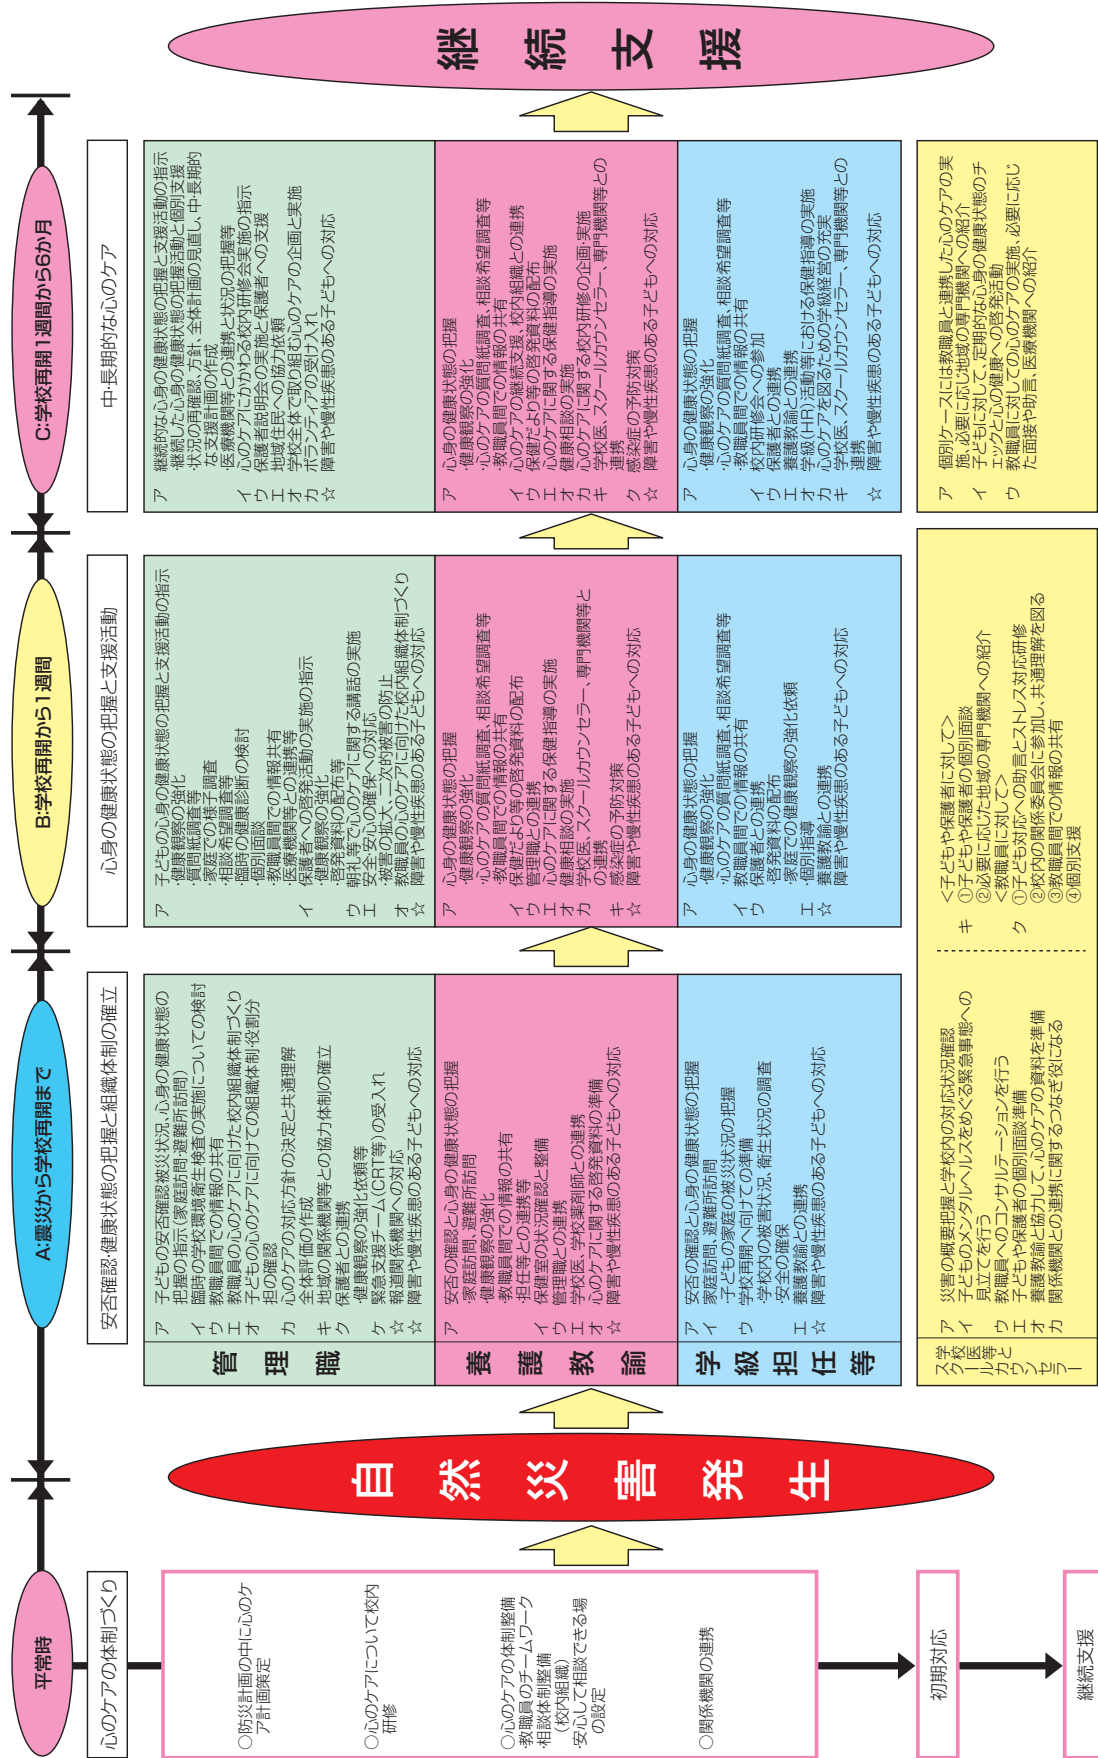 平常時
A:震災から学校再開まで
B:学校再開から1週間
C:学校再開1週間から6か月
心のケアの体制づくり
安否確認・健康状態の把握と組織体制の確立
心身の健康状態の把握と支援活動
中・長期的な心のケア
○防災計画の中に心のケ
ア計画策定
○心のケアについて校内
研修
○心のケアの体制整備
・教職員のチームワーク
・相談体制整備
(校内組織)
・安心して相談できる場
の設定
○関係機関の連携
初期対応
継続支援
自然災害発生
管理職
ア 子どもの安否確認被災状況、心身の健康状態の
把握の指示(家庭訪問・避難所訪問)
イ 臨時の学校環境衛生検査の実施についての検討
ウ 教職員間での情報の共有
エ 教職員の心のケアに向けた校内組織体制づくり
オ 子どもの心のケアに向けての組織体制・役割分
担の確認
カ 心のケアの対応方針の決定と共通理解
全体評価の作成
キ 地域の関係機関等との協力体制の確立
ク 保護者との連携
・健康観察の強化依頼等
ケ 緊急支援チーム(CRT等)の受入れ
☆ 報道関係機関への対応
☆ 障害や慢性疾患のある子どもへの対応
ア 子どもの心身の健康状態の把握と支援活動の指示
・健康観察の強化
・質問紙調査等
・家庭での様子調査
・相談希望調査等
・臨時の健康診断の検討
・個別面談
・教職員間での情報共有
・医療機関等との連携等
イ 保護者への啓発活動の実施の指示
・健康観察の強化
・啓発資料の配布等
ウ 朝礼等で心のケアに関する講話の実施
エ 安全安心の確保への対応
・被害の拡大、二次的被害の防止
オ 教職員の心のケアに向けた校内組織体制づくり
☆ 障害や慢性疾患のある子どもへの対応
ア 継続的な心身の健康状態の把握と支援活動の指示
・継続した心身の健康状態の把握活動と個別支援
・状況の再確認、方針、全体計画の見直し、中・長期的
な支援計画の作成
・医療機関等との連携と状況の把握等
イ 心のケアにかかわる校内研修会実施の指示
ウ 保護者説明会の実施と保護者への支援
エ 地域住民への協力依頼
オ 学校全体で取り組む心のケアの企画と実施
カ ボランティアの受け入れ
☆ 障害や慢性疾患のある子どもへの対応
養護教諭
ア 安否の確認と心身の健康状態の把握
・家庭訪問、避難所訪問
・健康観察の強化
・教職員間での情報の共有
・担任等との連携等
イ 保健室の状況確認と整備
ウ 管理職との連携
エ 学校医、学校薬剤師との連携
オ 心のケアに関する啓発資料の準備
☆ 障害や慢性疾患のある子どもへの対応
ア 心身の健康状態の把握
・健康観察の強化
・心のケアの質問紙調査、相談希望調査等
・教職員間での情報の共有
イ 保健だより等の啓発資料の配布
ウ 管理職との連携
エ 心のケアに関する保健指導の実施
オ 健康相談の実施
カ 学校医、スクールカウンセラー、専門機関等と
の連携
キ 感染症の予防対策
☆ 障害や慢性疾患のある子どもへの対応
ア 心身の健康状態の把握
・健康観察の強化
・心のケアの質問紙調査、相談希望調査等
・教職員間での情報の共有
イ 心のケアの継続支援、校内組織との連携
ウ 保健だより等の啓発資料の配布
エ 心のケアに関する保健指導の実施
オ 健康相談の実施
カ 心のケアに関する校内研修の企画・実施
キ 学校医、スクールカウンセラー、専門機関等との
連携
ク 感染症の予防対策
☆ 障害や慢性疾患のある子どもへの対応
学級担任等
ア 安否の確認と心身の健康状態の把握
イ 家庭訪問、避難所訪問
・子どもの家庭の被災状況の把握
ウ 学校再開へ向けての準備
・学校内の被害状況、衛生状況の調査
・安全の確保
エ 養護教諭との連携
☆ 障害や慢性疾患のある子どもへの対応
ア 心身の健康状態の把握
・健康観察の強化
・心のケアの質問紙調査、相談希望調査等
イ 教職員間での情報の共有
ウ 保護者との連携
・啓発資料の配布
・家庭での健康観察の強化依頼
・個別指導
エ 養護教諭との連携
☆ 障害や慢性疾患のある子どもへの対応
ア 心身の健康状態の把握
・健康観察の強化
・心のケアの質問紙調査、相談希望調査等
・教職員間での情報の共有
イ 校内研修会への参加
ウ 保護者との連携
エ 養護教諭との連携
オ 学級(HR)活動等における保健指導の実施
カ 心のケアを図るための学級経営の充実
キ 学校医、スクールカウンセラー、専門機関等との
連携
☆ 障害や慢性疾患のある子どもへの対応
学校医等と
スクールカウンセラー
ア 災害の概要把握と学校内の対応状況確認
イ 子どものメンタルヘルスをめぐる緊急事態への
見立てを行う
ウ 教職員へのコンサルテーションを行う
エ 子どもや保護者の個別面談準備
オ 養護教諭と協力して、心のケアの資料を準備
カ 関係機関との連携に関するつなぎ役になる
キ <子どもや保護者に対して>
①子どもや保護者の個別面談
②必要に応じた地域の専門機関への紹介
ク <教職員に対して>
①子ども対応への助言とストレス対応研修
②校内の関係委員会に参加し、共通理解を図る
③教職員間での情報の共有
④個別支援
ア 個別ケースには教職員と連携した心のケアの実
施、必要に応じ地域の専門機関への紹介
イ 子どもに対して、定期的な心身の健康状態のチ
ェックと心の健康への啓発活動
ウ 教職員に対しての心のケアの実施、必要に応じ
た面接や助言、医療機関への紹介
継続支援